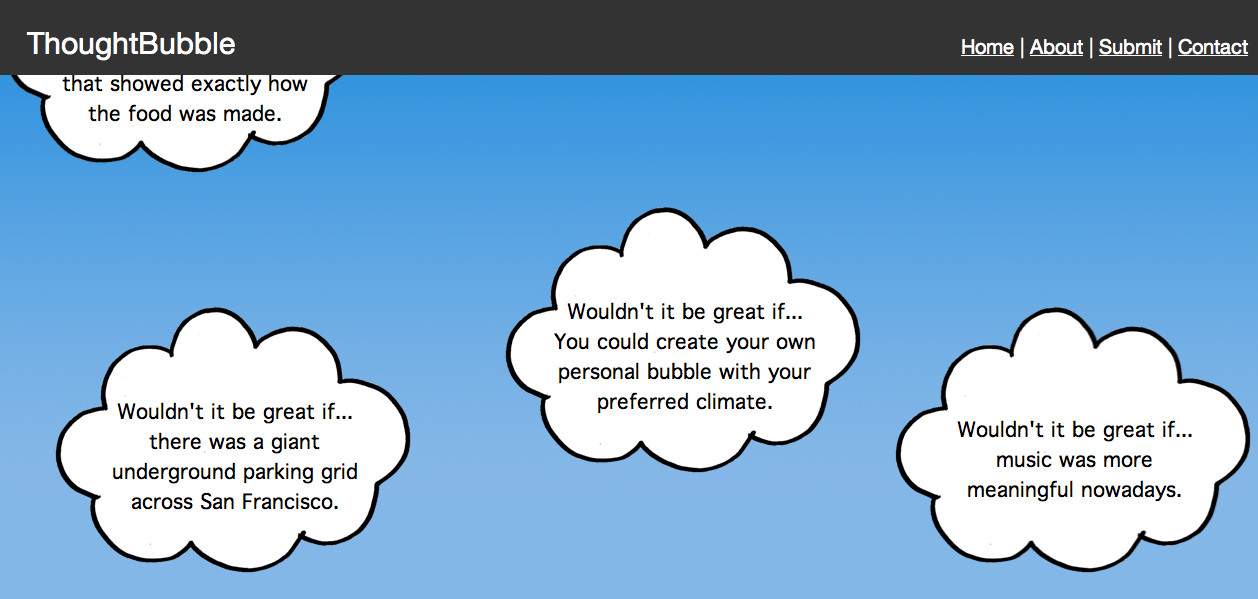 ThoughtBubble
Home | About | Submit | Contact
that showed exactly how
the food was made.
Wouldn't it be great if...
You could create your own
personal bubble with your
preferred climate.
Wouldn't it be great if...
there was a giant
underground parking grid
across San Francisco.
Wouldn't it be great if...
music was more
meaningful nowadays.